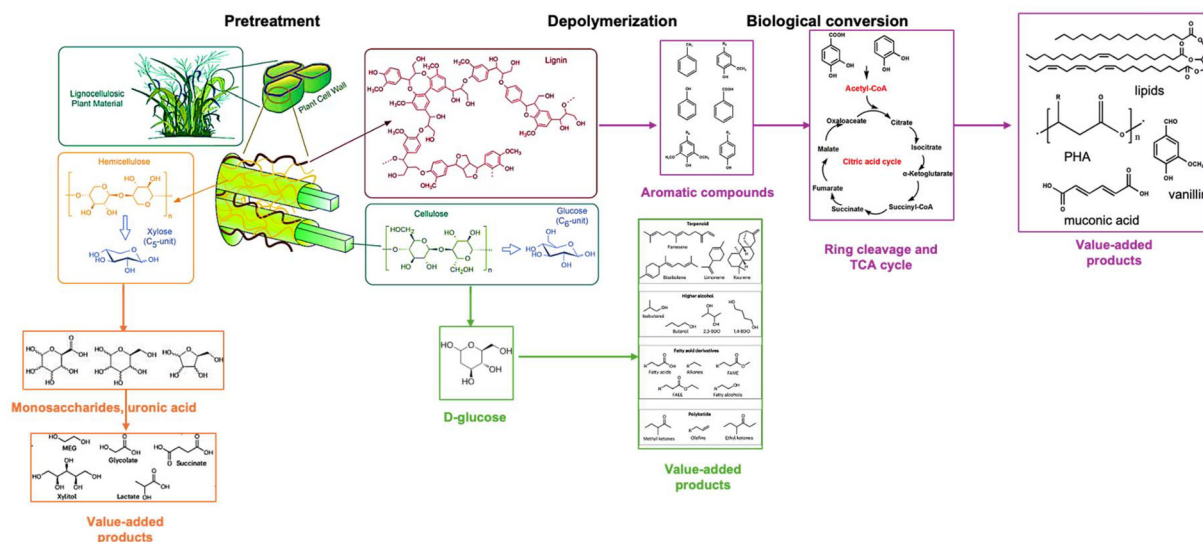 Pretreatment
Depolymerization
Biological conversion
Lignocellulosic
Plant Material
Plant Cell Wall
Hemicellulose
Xylose
(C5-unit)
Lignin
Cellulose
Glucose
(C6-unit)
Aromatic compounds
Acetyl-CoA
Oxaloacetate
Citrate
Malate
Isocitrate
Citric acid cycle
α-Ketoglutarate
Fumarate
Succinyl-CoA
Succinate
Ring cleavage and
TCA cycle
lipids
PHA
vanillin
muconic acid
Value-added
products
Monosaccharides, uronic acid
MEG
Glycolate
Succinate
Xylitol
Lactate
Value-added
products
D-glucose
Terpenoid
Farnesene
Bisabolene
Limonene
Kaurene
Higher alcohol
Isobutanol
Butanol
2,3-BDO
1,4-BDO
Fatty acid derivatives
Fatty acids
Alkanes
FAME
FAEE
Fatty alcohols
Polyketide
Methyl ketones
Olefins
Ethyl ketones
Value-added
products